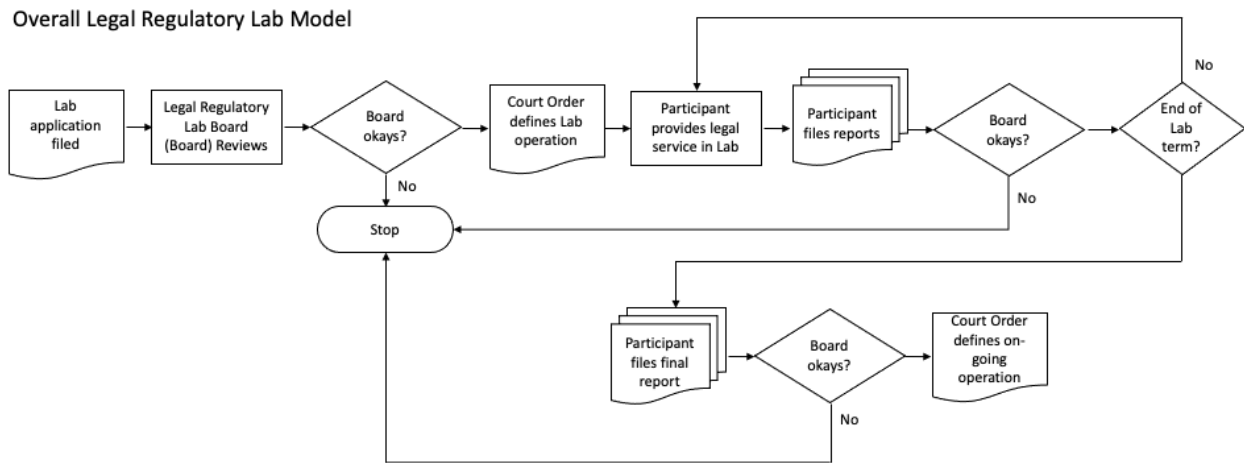 Overall Legal Regulatory Lab Model
Lab
application
filed
Legal Regulatory
Lab Board
(Board) Reviews
Board
okays?
No
Stop
Court Order
defines Lab
operation
Participant
provides legal
service in Lab
Participant
files reports
Board
okays?
No
End of
Lab
term?
No
Participant
files final
report
Board
okays?
No
Court Order
defines on-
going
operation